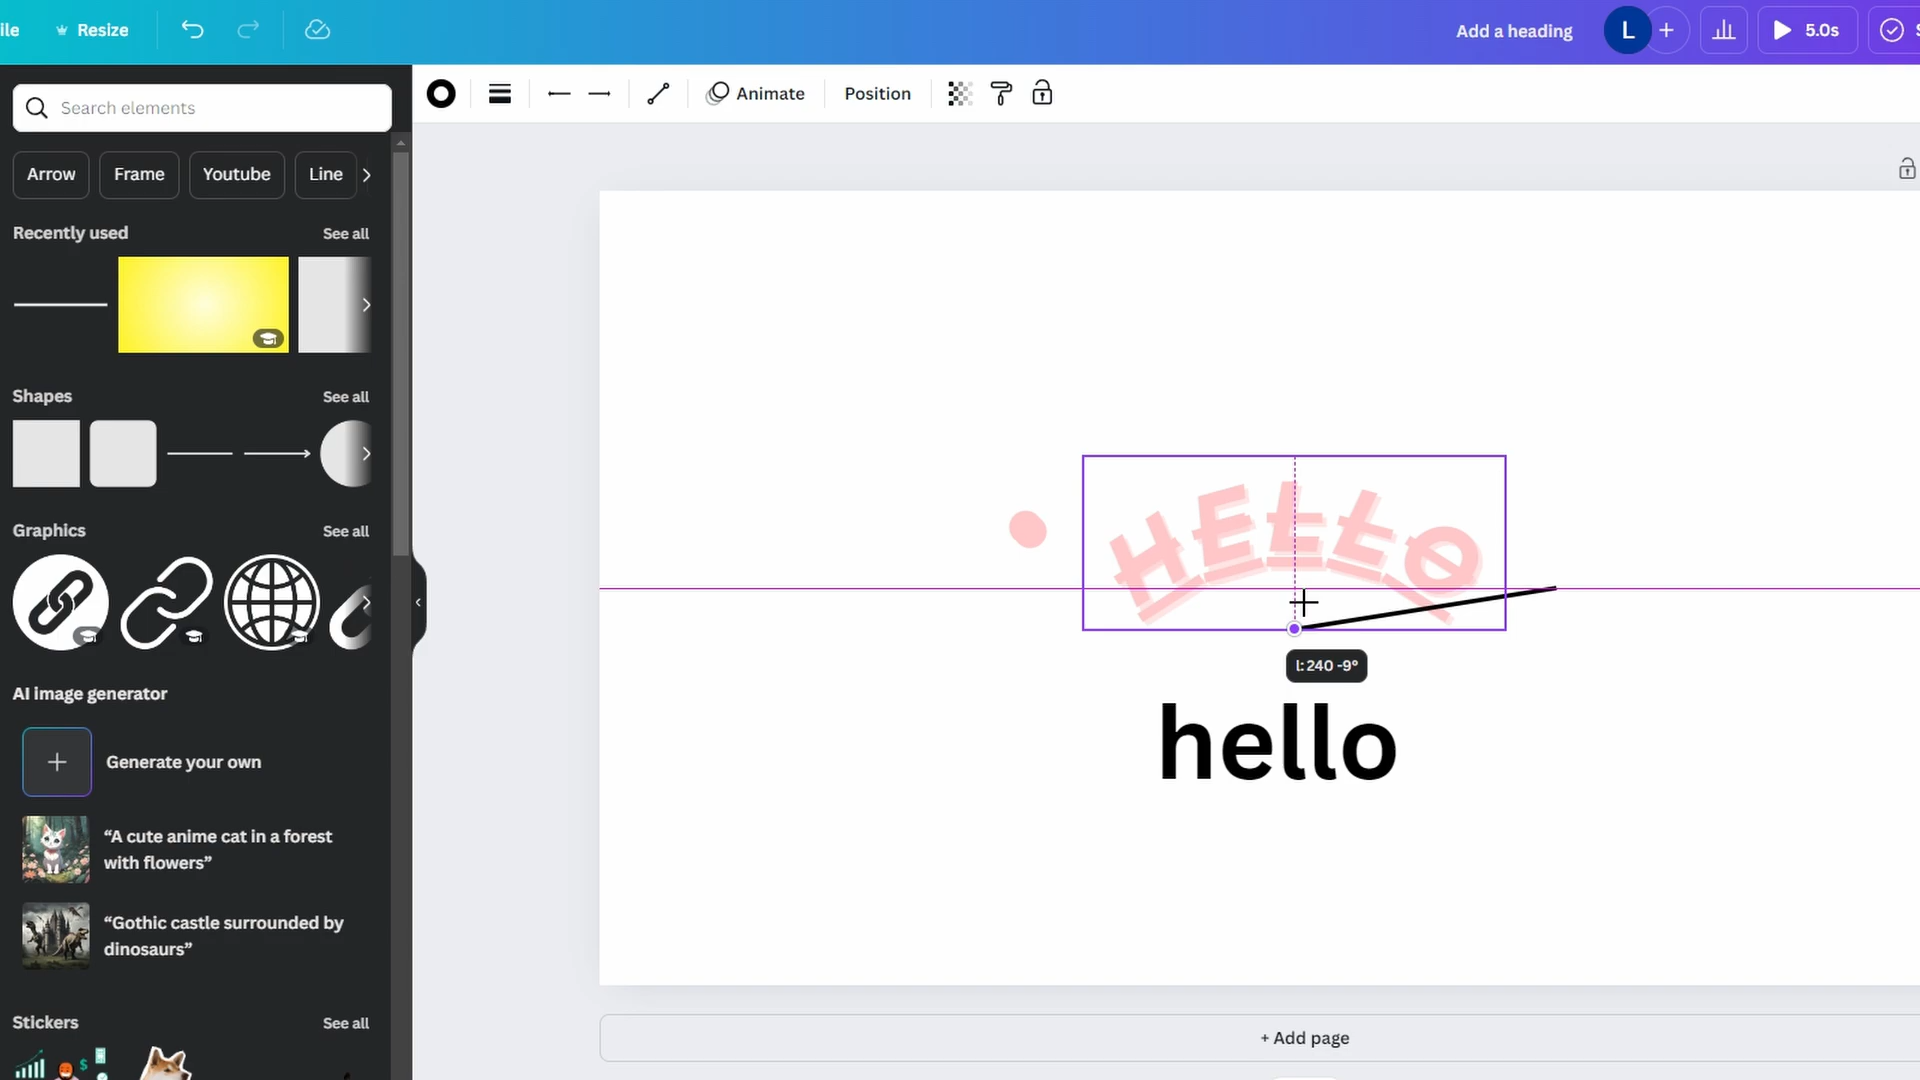 ile
Resize
Add a heading
L
5.0s
S
Search elements
Animate
Position
Arrow
Frame
Youtube
Line
Recently used
See all
Shapes
See all
Graphics
See all
AI image generator
Generate your own
“A cute anime cat in a forest
with flowers”
“Gothic castle surrounded by
dinosaurs”
Stickers
See all
HELLO
l: 240 -9°
hello
+ Add page